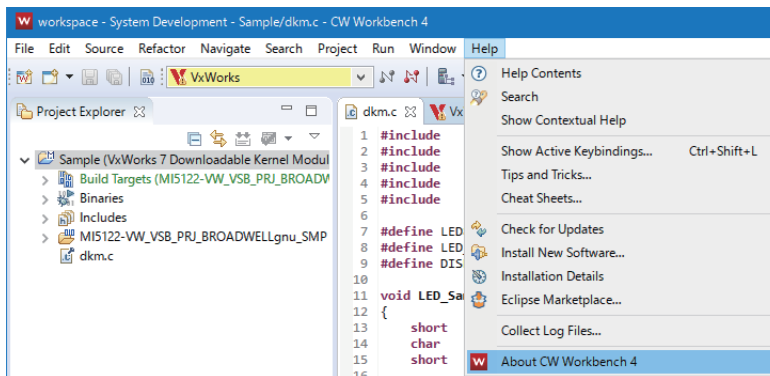 workspace - System Development - Sample/dkm.c - CW Workbench 4
File Edit Source Refactor Navigate Search Project Run Window Help
VxWorks
Project Explorer
Sample (VxWorks 7 Downloadable Kernel Modul
Build Targets (MI5122-VW_VSB_PRJ_BROADW
Binaries
Includes
MI5122-VW_VSB_PRJ_BROADWELLgnu_SMP
dkm.c
dkm.c Vx
1 #include
2 #include
3 #include
4 #include
5 #include
6
7 #define LED
8 #define LED_
9 #define DIS
10
11 void LED_Sa
12 {
13 short
14 char
15 short
16
Help Contents
Search
Show Contextual Help
Show Active Keybindings... Ctrl+Shift+L
Tips and Tricks...
Cheat Sheets...
Check for Updates
Install New Software...
Installation Details
Eclipse Marketplace...
Collect Log Files...
About CW Workbench 4